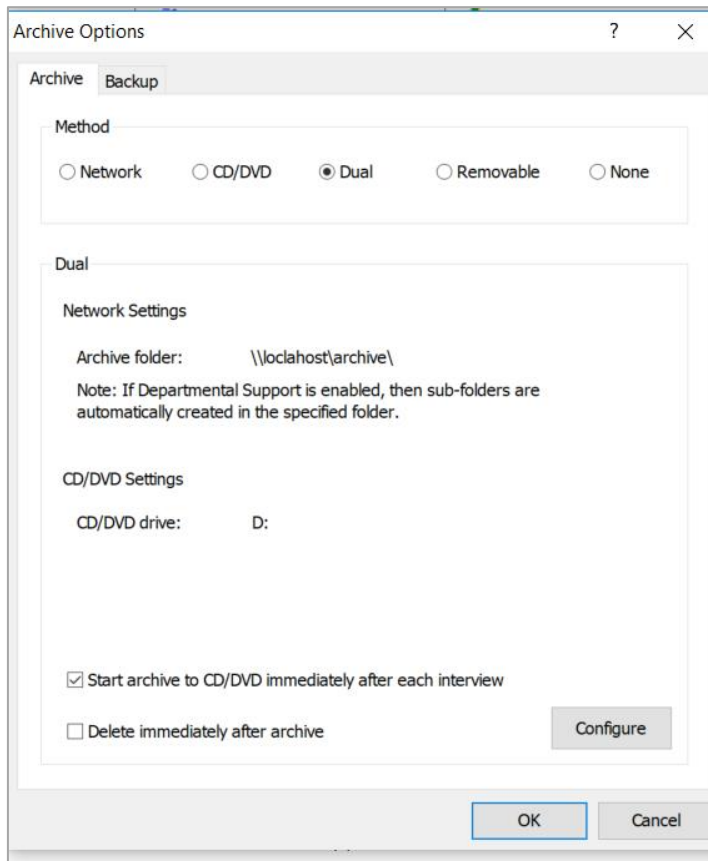 Archive Options ?
Archive Backup
Method
Network CD/DVD Dual Removable None
Dual
Network Settings
Archive folder: \\loclahost\archive\
Note: If Departmental Support is enabled, then sub-folders are
automatically created in the specified folder.
CD/DVD Settings
CD/DVD drive: D:
Start archive to CD/DVD immediately after each interview
Delete immediately after archive
Configure
OK Cancel